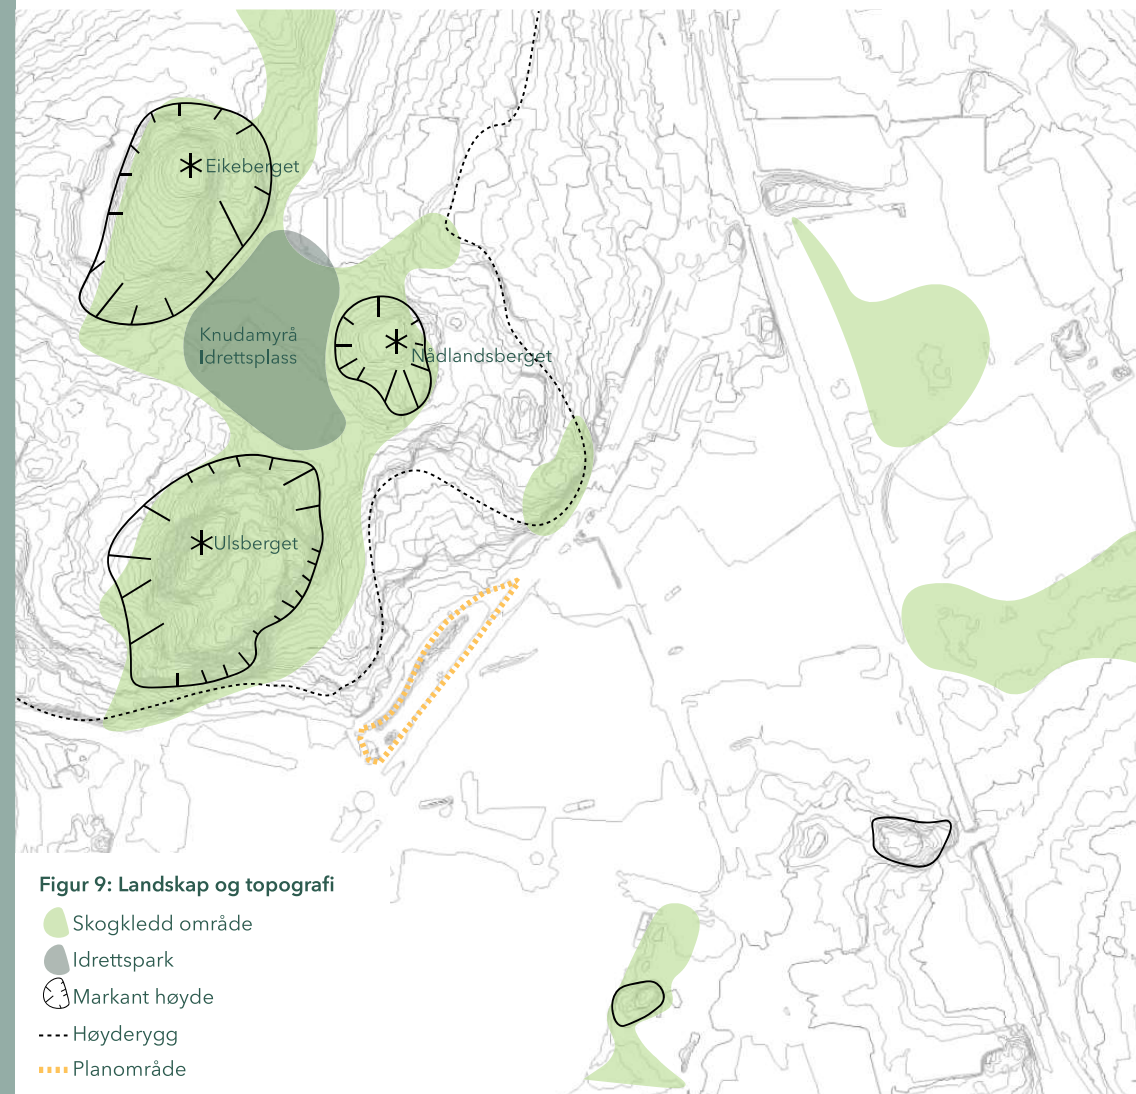 Eikeberget
Knudamyrå
Idrettsplass
Nådlandsberget
Ulsberget
Figur 9: Landskap og topografi
Skogkledd område
Idrettspark
Markant høyde
Høyderygg
Planområde